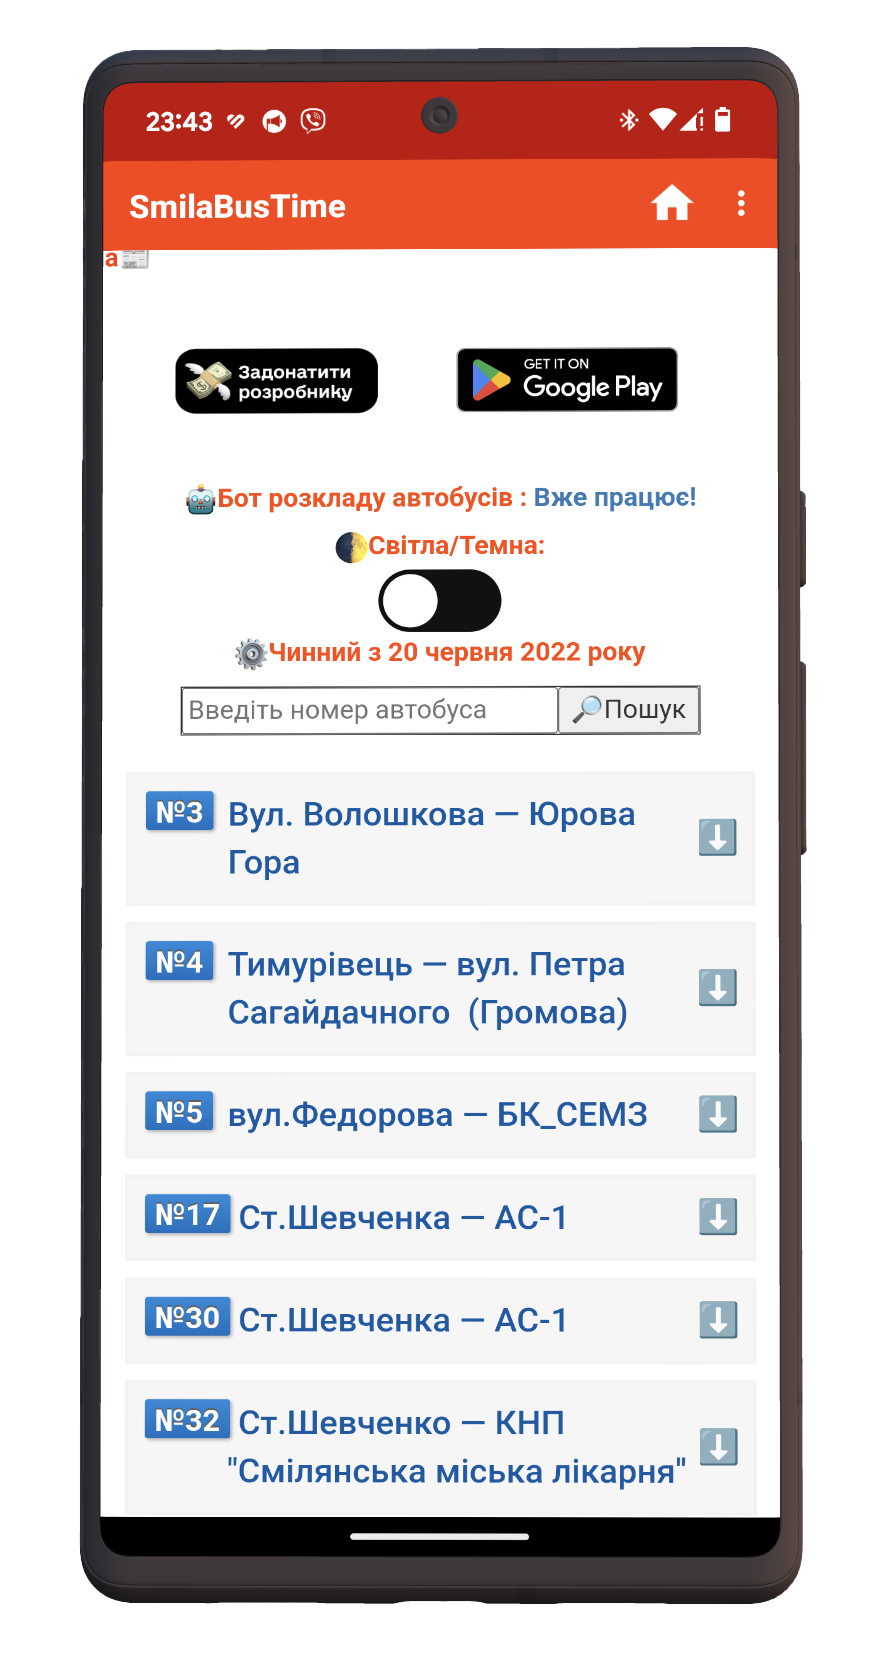 23:43
SmilaBusTime
а
Задонатити
розробнику
GET IT ON
Google Play
Бот розкладу автобусів : Вже працює!
Світла/Темна:
Чинний з 20 червня 2022 року
Введіть номер автобуса
Пошук
№3 Вул. Волошкова — Юрова
Гора
№4 Тимурівець — вул. Петра
Сагайдачного (Громова)
№5 вул.Федорова — БК_СЕМЗ
№17 Ст.Шевченка — АС-1
№30 Ст.Шевченка — АС-1
№32 Ст.Шевченко — КНП
"Смілянська міська лікарня"